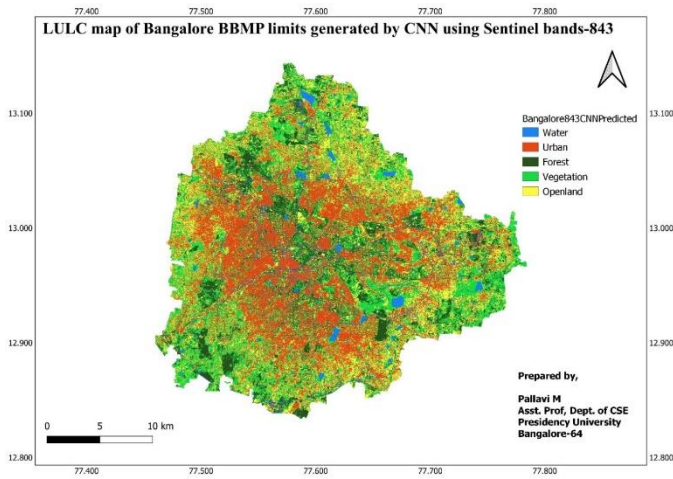 77.400 77.500 77.600 77.700 77.800
LULC map of Bangalore BBMP limits generated by CNN using Sentinel bands-843
13.100 13.100
Bangalore843CNNPredicted
Water
Urban
Forest
Vegetation
Openland
13.000 13.000
12.900 12.900
Prepared by,
Pallavi M
Asst. Prof, Dept. of CSE
Presidency University
Bangalore-64
0 5 10 km
12.800 12.800
77.400 77.500 77.600 77.700 77.800